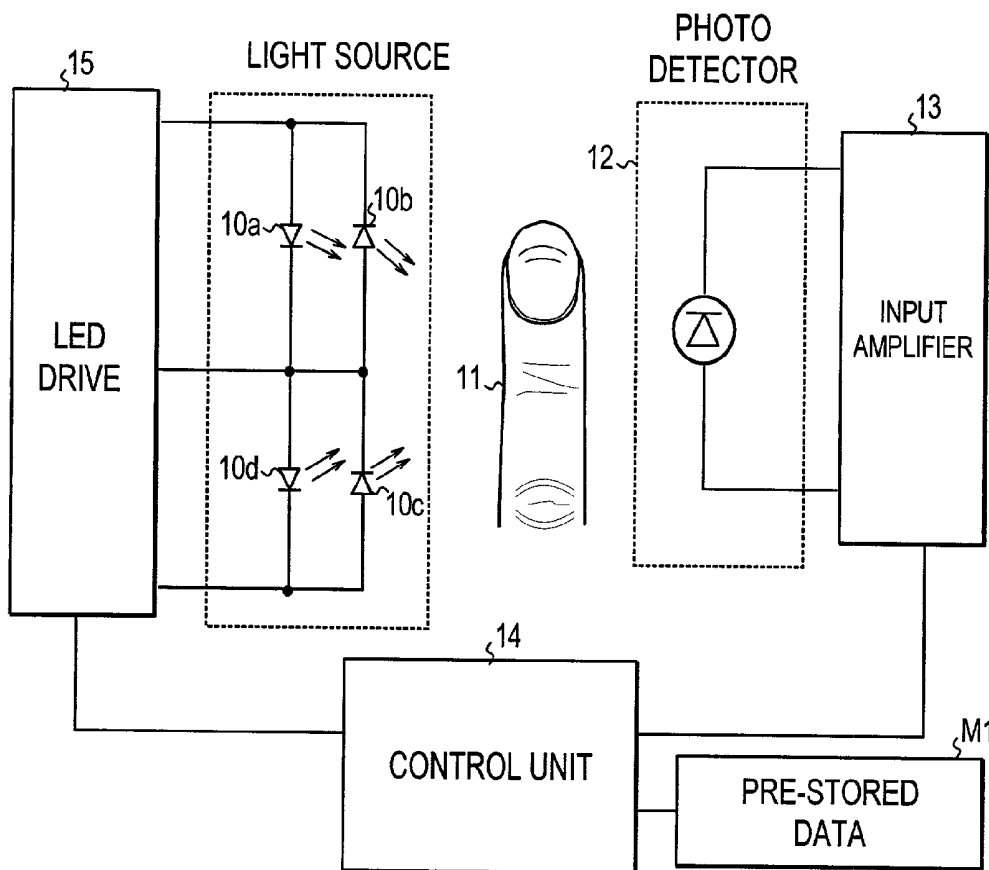 LIGHT SOURCE
PHOTO
DETECTOR
15
13
12
10a
10b
LED
DRIVE
11
INPUT
AMPLIFIER
10d
10c
14
CONTROL UNIT
M1
PRE-STORED
DATA